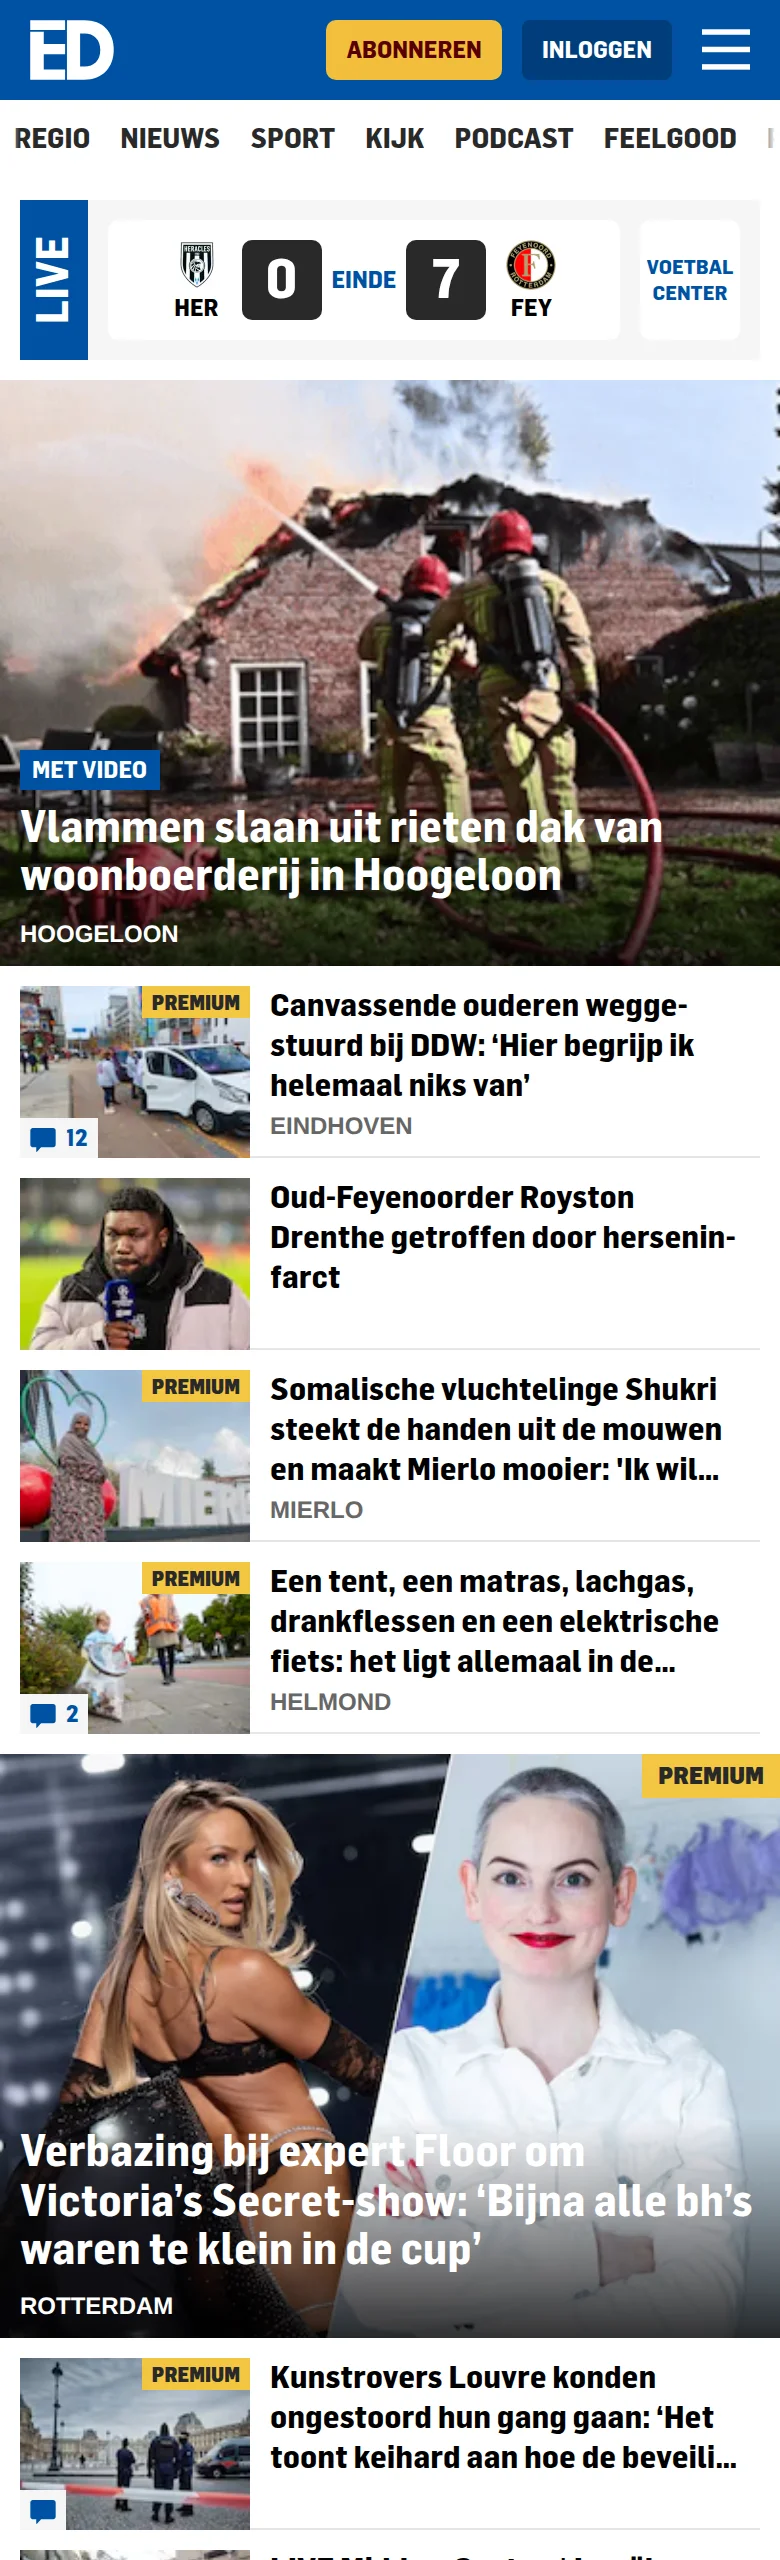 ED
ABONNEREN
INLOGGEN
REGIO NIEUWS SPORT KIJK PODCAST FEELGOOD
LIVE
HERACLES
HER
0
EINDE
7
FEYENOORD
ROTTERDAM
FEY
VOETBAL
CENTER
MET VIDEO
Vlammen slaan uit rieten dak van
woonboerderij in Hoogeloon
HOOGELOON
PREMIUM
12
Canvassende ouderen wegge-
stuurd bij DDW: ‘Hier begrijp ik
helemaal niks van’
EINDHOVEN
Oud-Feyenoorder Royston
Drenthe getroffen door hersenin-
farct
PREMIUM
Somalische vluchtelinge Shukri
steekt de handen uit de mouwen
en maakt Mierlo mooier: 'Ik wil...
MIERLO
PREMIUM
2
Een tent, een matras, lachgas,
drankflessen en een elektrische
fiets: het ligt allemaal in de...
HELMOND
PREMIUM
Verbazing bij expert Floor om
Victoria’s Secret-show: ‘Bijna alle bh’s
waren te klein in de cup’
ROTTERDAM
PREMIUM
Kunstrovers Louvre konden
ongestoord hun gang gaan: ‘Het
toont keihard aan hoe de beveili...